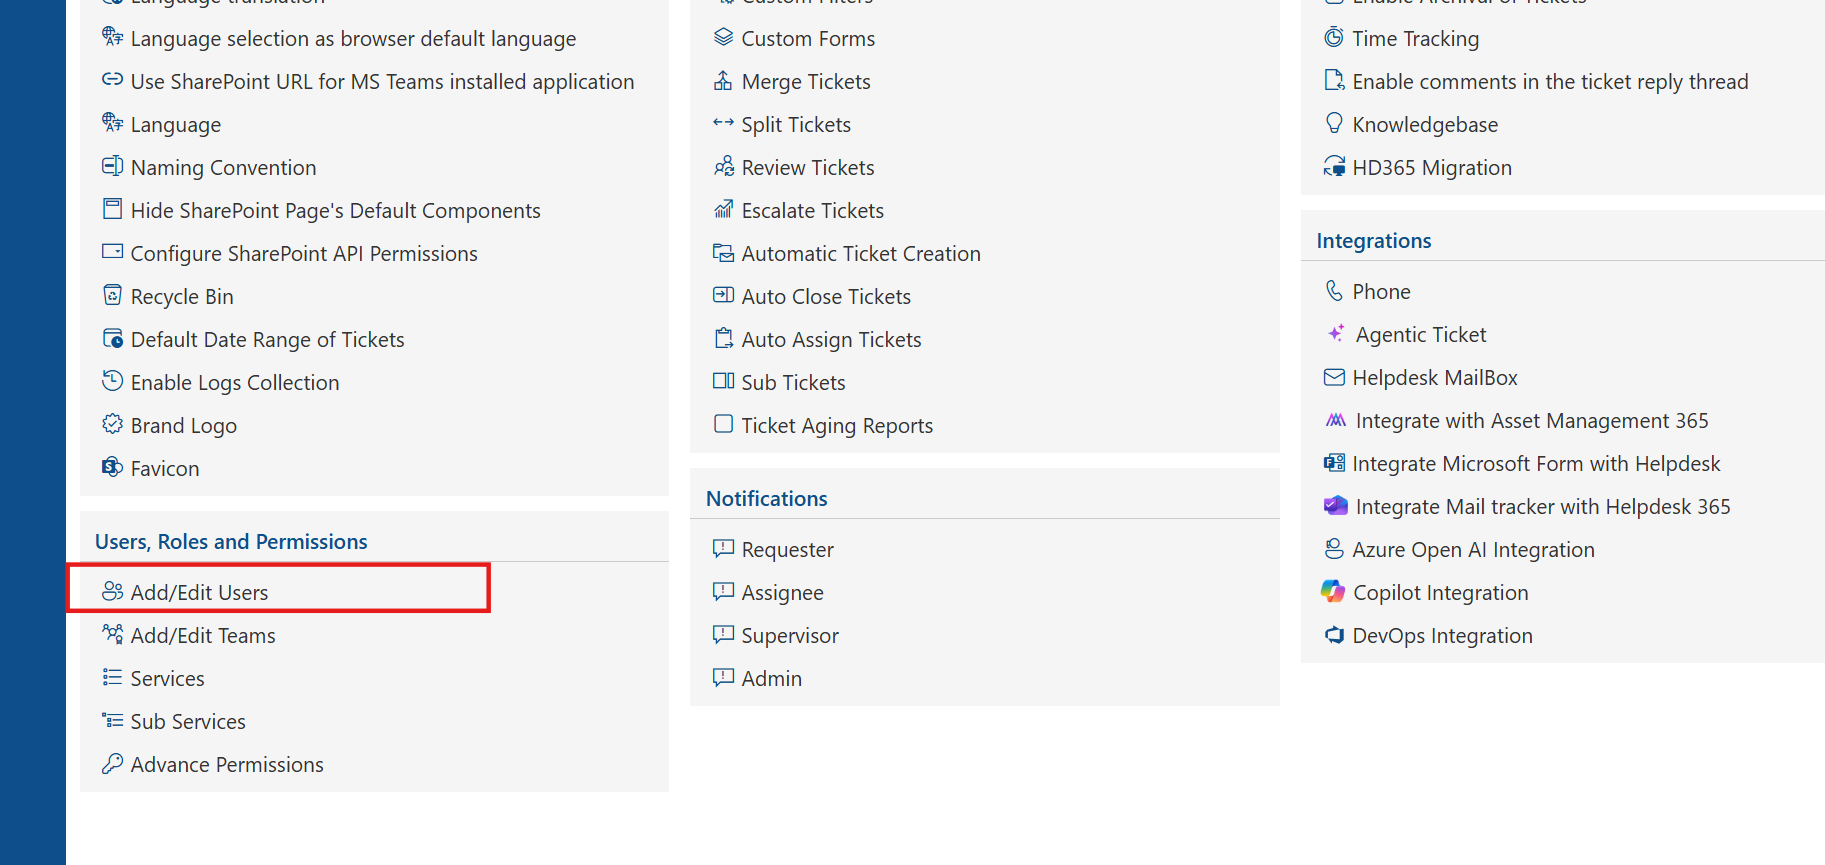 Language translation
Language selection as browser default language
Use SharePoint URL for MS Teams installed application
Language
Naming Convention
Hide SharePoint Page's Default Components
Configure SharePoint API Permissions
Recycle Bin
Default Date Range of Tickets
Enable Logs Collection
Brand Logo
Favicon
Users, Roles and Permissions
Add/Edit Users
Add/Edit Teams
Services
Sub Services
Advance Permissions
Custom Filters
Custom Forms
Merge Tickets
Split Tickets
Review Tickets
Escalate Tickets
Automatic Ticket Creation
Auto Close Tickets
Auto Assign Tickets
Sub Tickets
Ticket Aging Reports
Notifications
Requester
Assignee
Supervisor
Admin
Enable Archival of Tickets
Time Tracking
Enable comments in the ticket reply thread
Knowledgebase
HD365 Migration
Integrations
Phone
Agentic Ticket
Helpdesk MailBox
Integrate with Asset Management 365
Integrate Microsoft Form with Helpdesk
Integrate Mail tracker with Helpdesk 365
Azure Open AI Integration
Copilot Integration
DevOps Integration